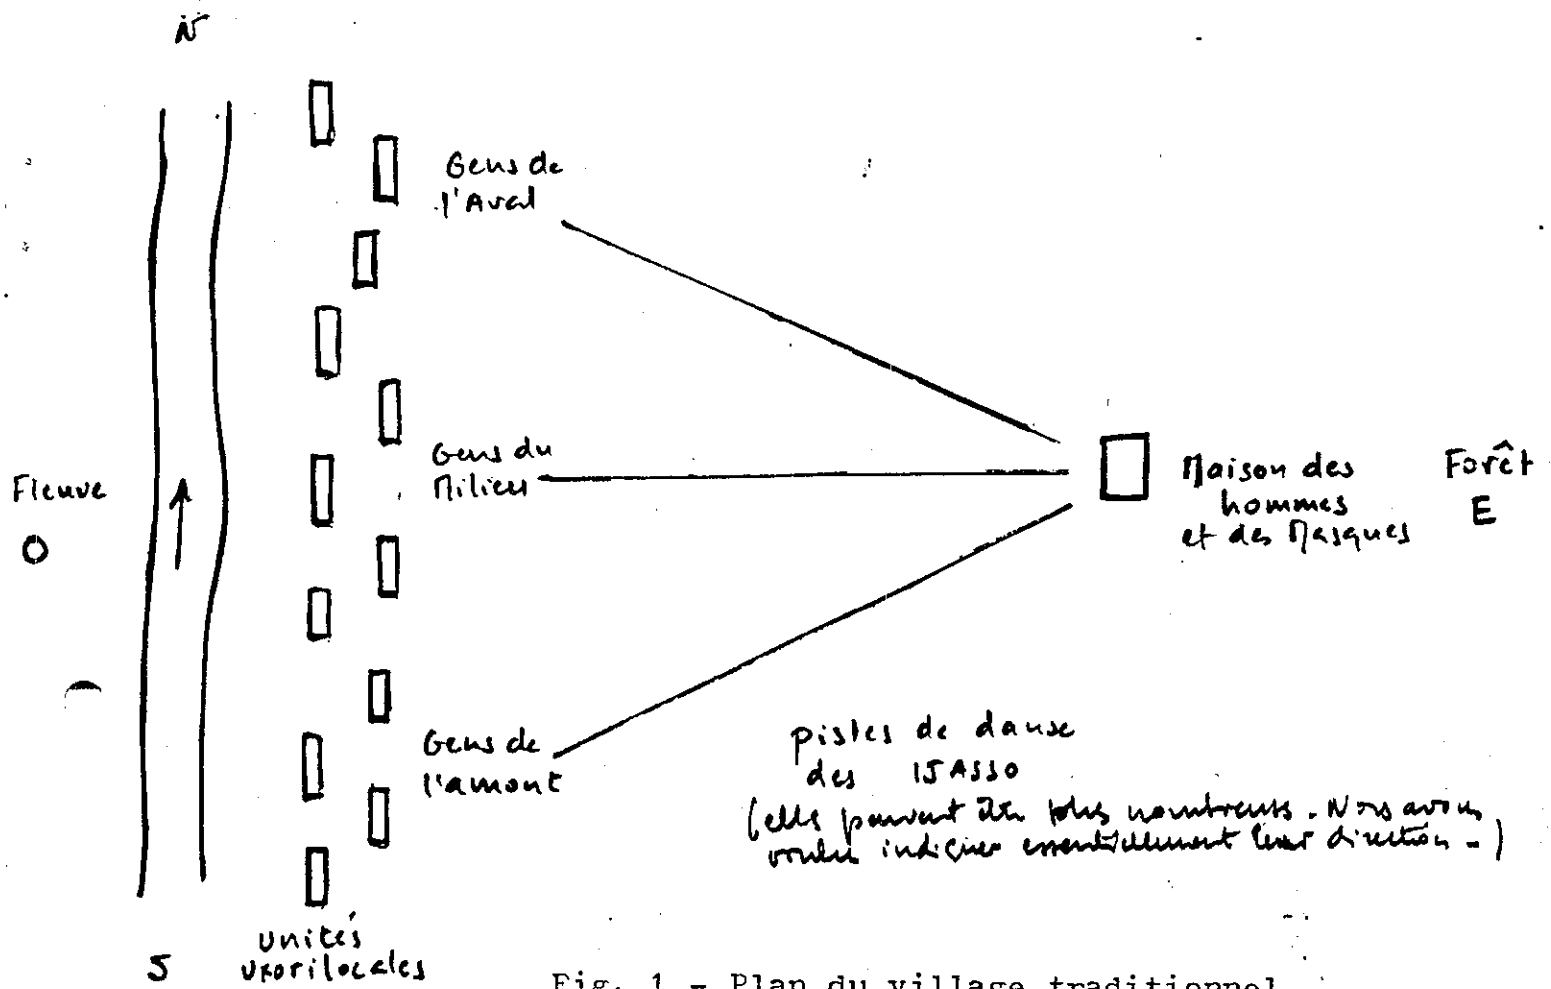 N
Gens de
l'Aval
Gens du
Milieu
Fleuve
O
Maison des
hommes
et des Masques
Forêt
E
Gens de
l'amont
pistes de danse
des IJASSO
(elles peuvent être plus nombreuses. Nous avons
voulu indiquer essentiellement leur direction -)
S
unités
uxorilocales
Fig. 1 - Plan du village traditionnel